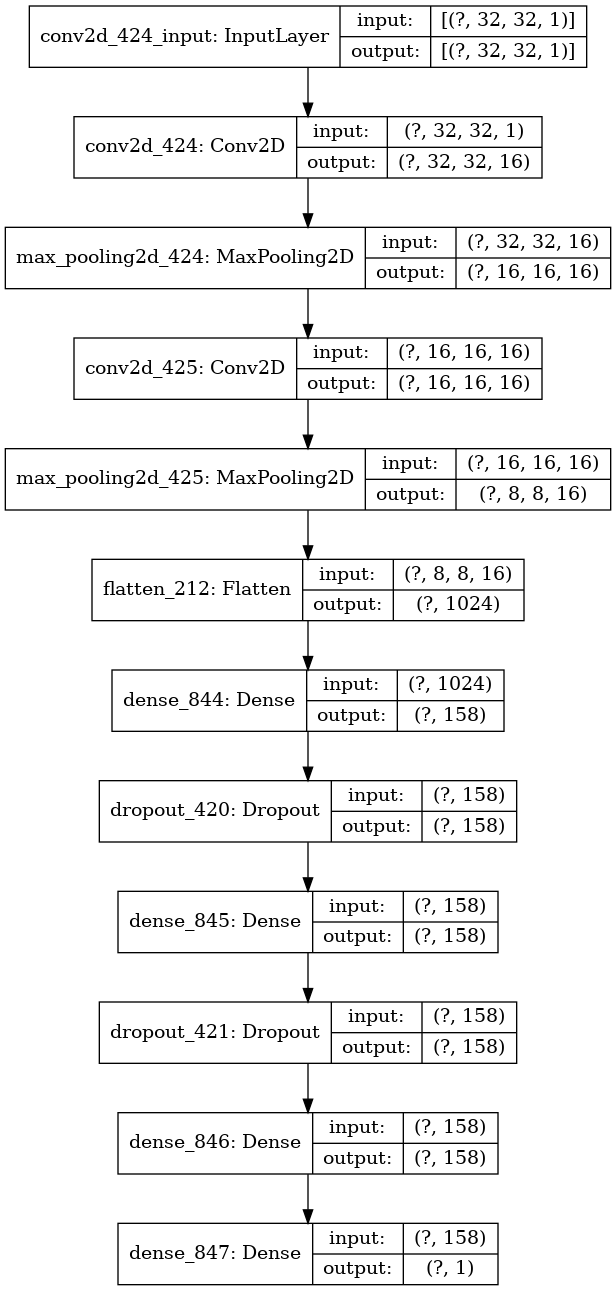 conv2d_424_input: InputLayer
input: [(?, 32, 32, 1)]
output: [(?, 32, 32, 1)]
conv2d_424: Conv2D
input: (?, 32, 32, 1)
output: (?, 32, 32, 16)
max_pooling2d_424: MaxPooling2D
input: (?, 32, 32, 16)
output: (?, 16, 16, 16)
conv2d_425: Conv2D
input: (?, 16, 16, 16)
output: (?, 16, 16, 16)
max_pooling2d_425: MaxPooling2D
input: (?, 16, 16, 16)
output: (?, 8, 8, 16)
flatten_212: Flatten
input: (?, 8, 8, 16)
output: (?, 1024)
dense_844: Dense
input: (?, 1024)
output: (?, 158)
dropout_420: Dropout
input: (?, 158)
output: (?, 158)
dense_845: Dense
input: (?, 158)
output: (?, 158)
dropout_421: Dropout
input: (?, 158)
output: (?, 158)
dense_846: Dense
input: (?, 158)
output: (?, 158)
dense_847: Dense
input: (?, 158)
output: (?, 1)